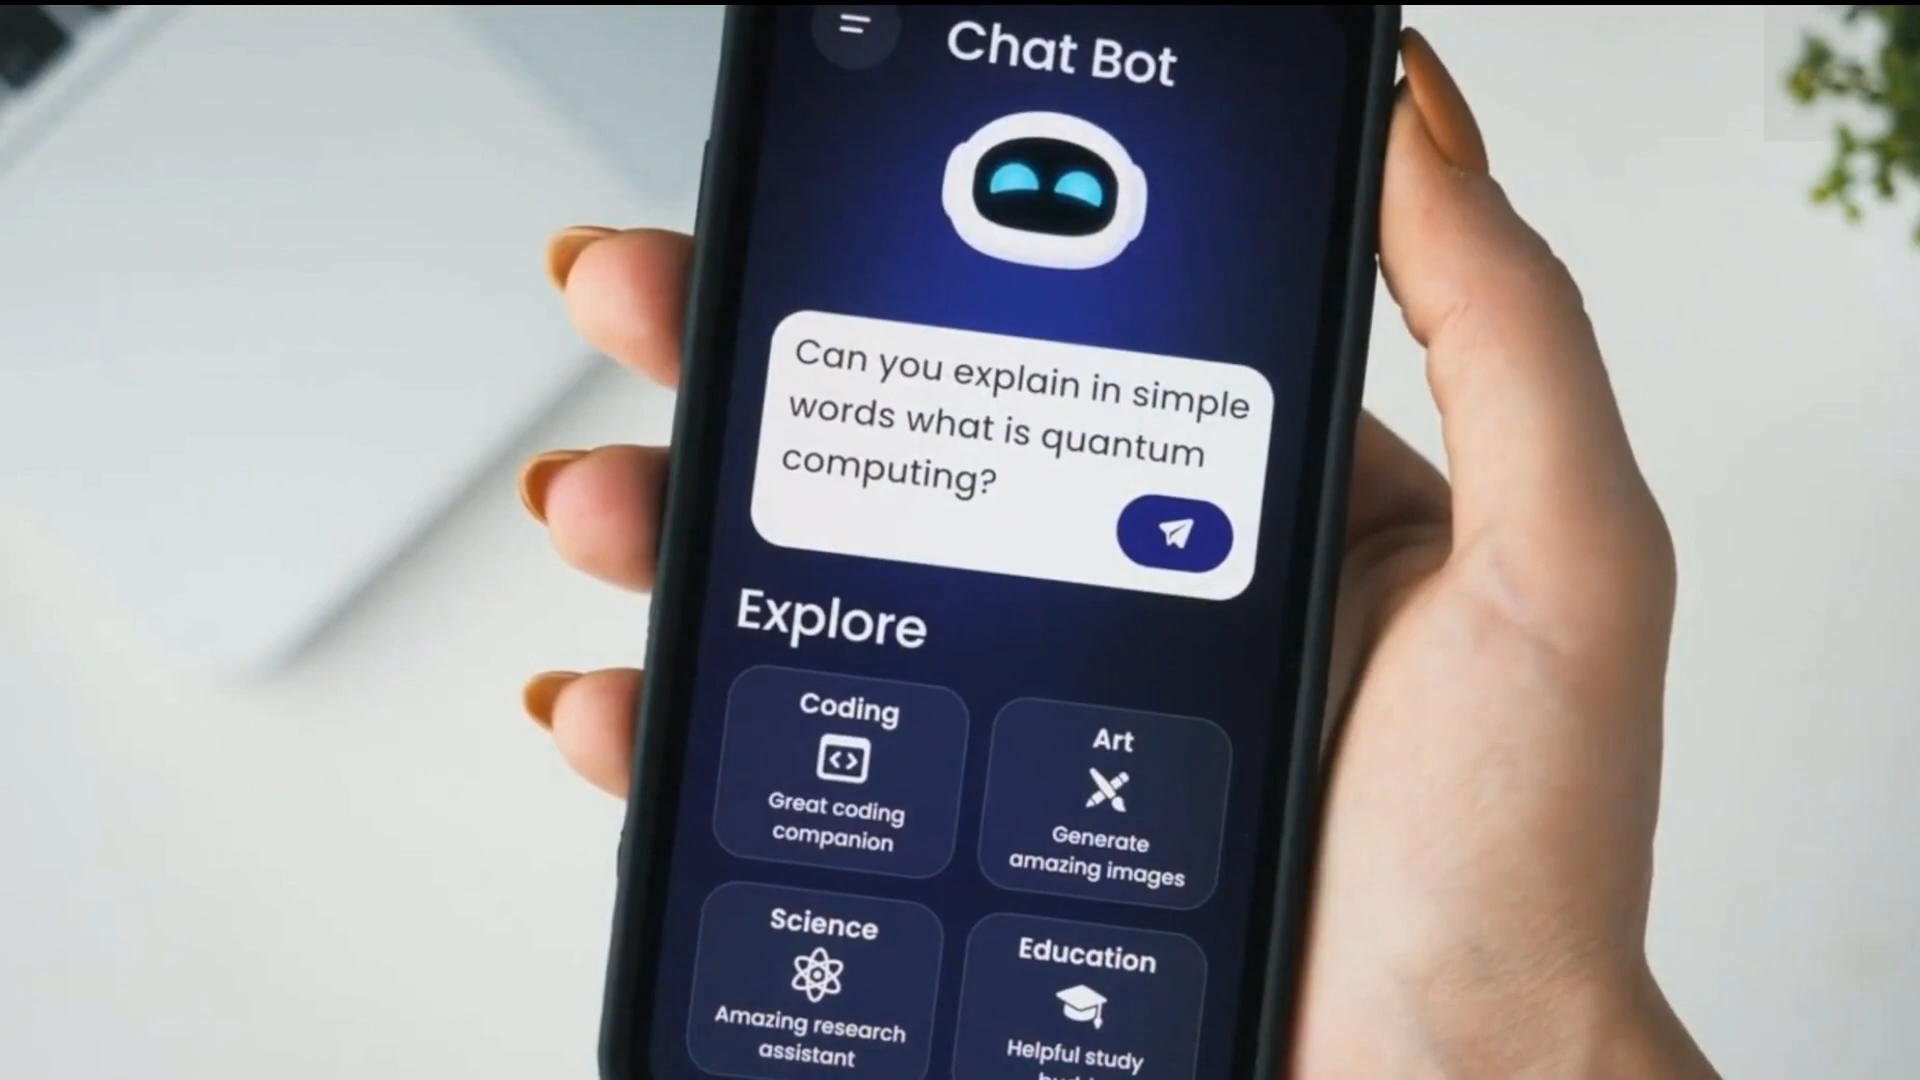 Chat Bot
Can you explain in simple
words what is quantum
computing?
Explore
Coding
Great coding
companion
Art
Generate
amazing images
Science
Amazing research
assistant
Education
Helpful study